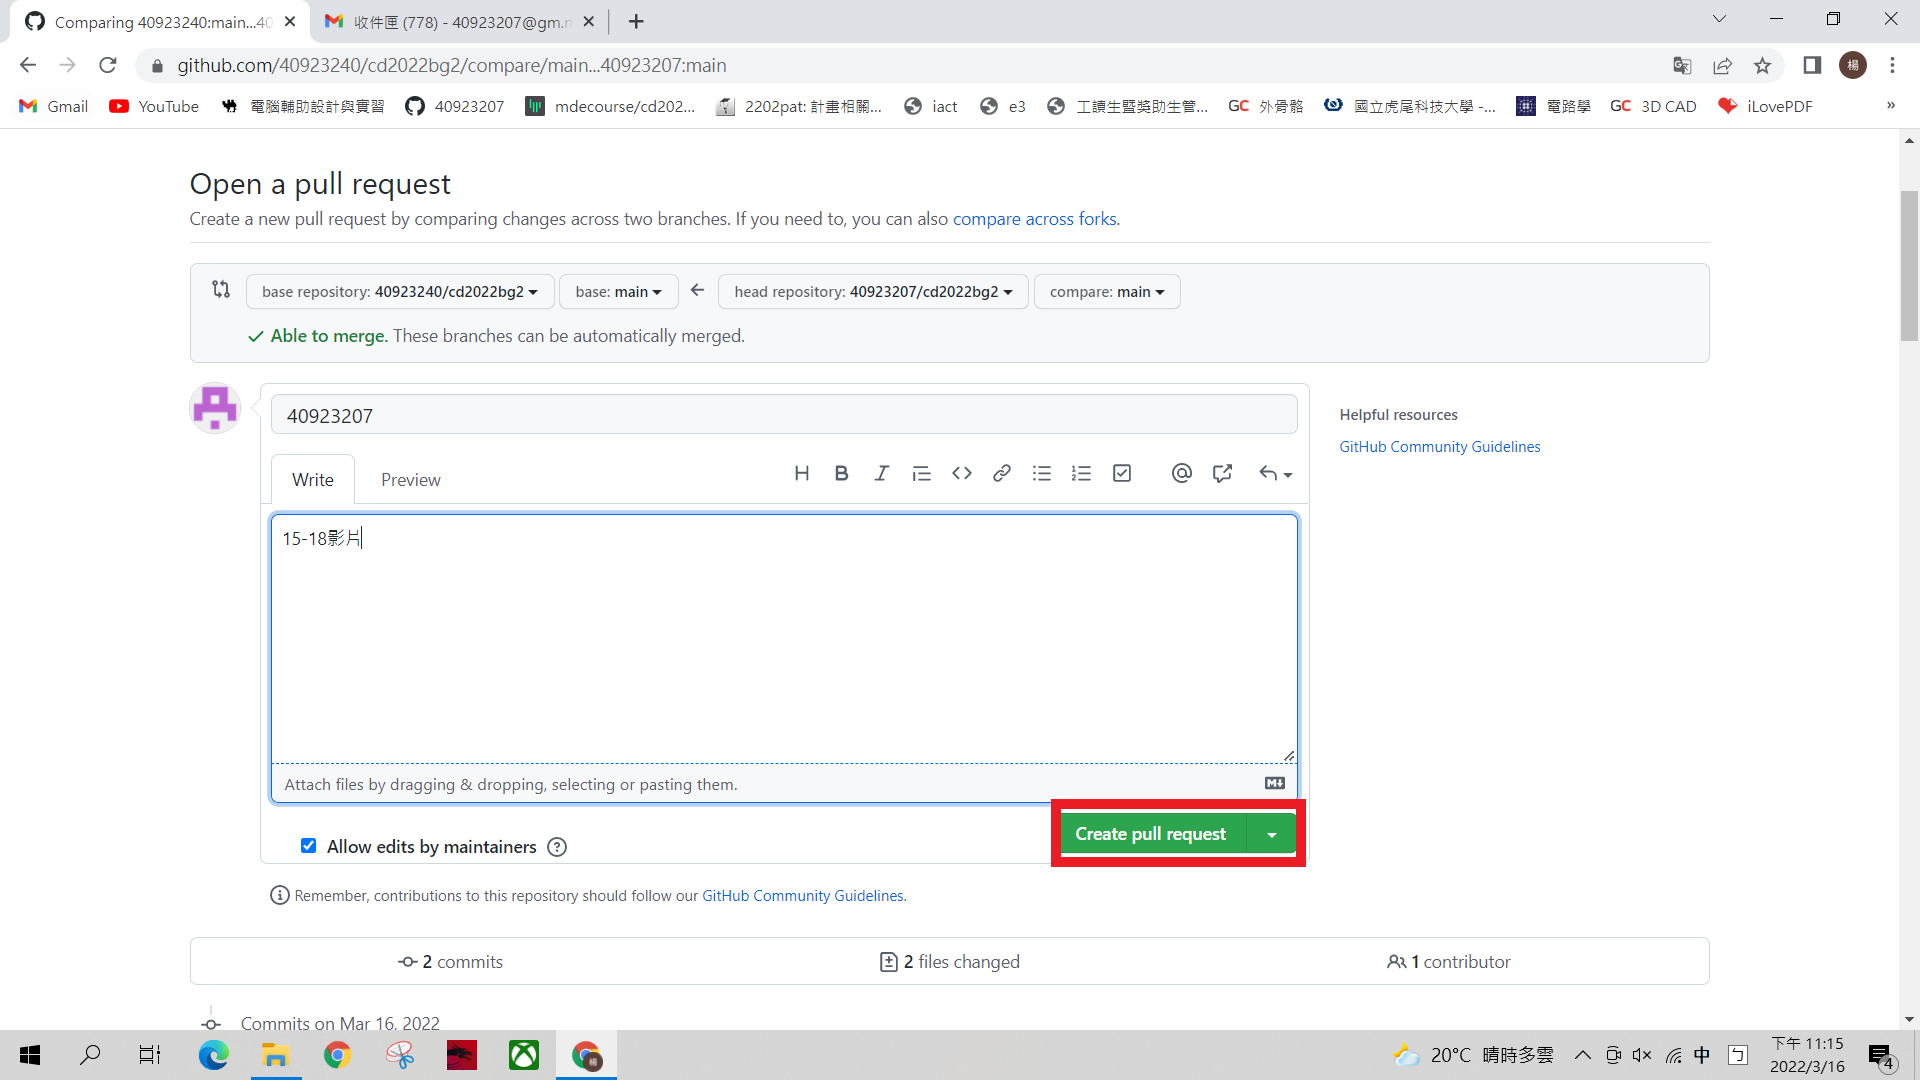 Comparing 40923240:main...40
收件匣 (778) - 40923207@gm.n
github.com/40923240/cd2022bg2/compare/main...40923207:main
Gmail
YouTube
電腦輔助設計與實習
40923207
mdecourse/cd202...
2202pat: 計畫相關...
iact
e3
工讀生暨獎助生管...
GC 外骨骼
國立虎尾科技大學 -...
電路學
GC 3D CAD
iLovePDF
»
Open a pull request
Create a new pull request by comparing changes across two branches. If you need to, you can also compare across forks.
base repository: 40923240/cd2022bg2
base: main
head repository: 40923207/cd2022bg2
compare: main
Able to merge. These branches can be automatically merged.
40923207
Helpful resources
GitHub Community Guidelines
Write
Preview
15-18影片
Attach files by dragging & dropping, selecting or pasting them.
Create pull request
Allow edits by maintainers
Remember, contributions to this repository should follow our GitHub Community Guidelines.
2 commits
2 files changed
1 contributor
Commits on Mar 16, 2022
20°C 晴時多雲
中
下午 11:15
2022/3/16
4